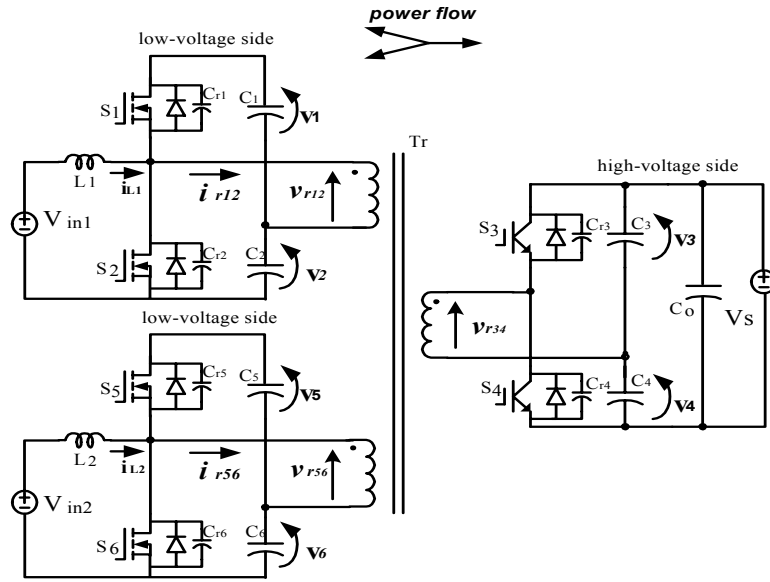 power flow
low-voltage side
S1
Cr1
C1
v1
L1
iL1
i r12
vr12
Vin1
S2
Cr2
C2
v2
Tr
high-voltage side
S3
Cr3
C3
v3
vr34
Co
Vs
S4
Cr4
C4
v4
low-voltage side
S5
Cr5
C5
v5
L2
iL2
i r56
vr56
Vin2
S6
Cr6
C6
v6